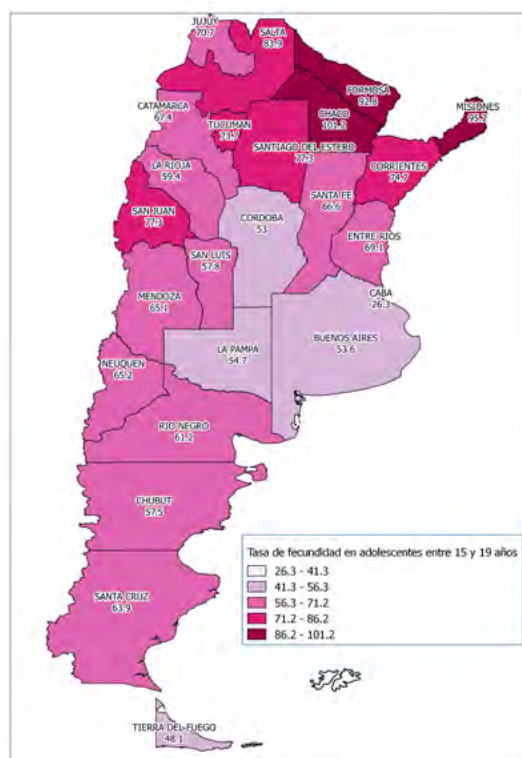 JUJUY
70.7
SALTA
83.9
FORMOSA
92.8
CHACO
101.2
MISIONES
95.7
CATAMARCA
67.4
TUCUMAN
73.7
SANTIAGO DEL ESTERO
77.3
CORRIENTES
74.7
LA RIOJA
59.4
SANTA FE
66.6
SAN JUAN
77.3
CORDOBA
53
ENTRE RIOS
69.1
SAN LUIS
57.8
MENDOZA
65.1
CABA
26.3
BUENOS AIRES
53.6
LA PAMPA
54.7
NEUQUEN
65.2
RIO NEGRO
61.2
CHUBUT
57.5
SANTA CRUZ
63.9
TIERRA DEL FUEGO
48.1
Tasa de fecundidad en adolescentes entre 15 y 19 años
26.3 - 41.3
41.3 - 56.3
56.3 - 71.2
71.2 - 86.2
86.2 - 101.2